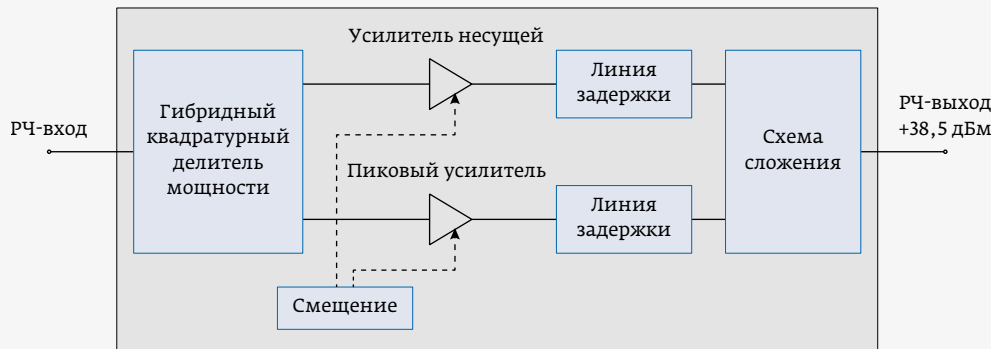 Усилитель несущей
Гибридный
квадратурный
делитель
мощности
Линия
задержки
РЧ-вход
Схема
сложения
РЧ-выход
+38,5 дБм
Пиковый усилитель
Линия
задержки
Смещение